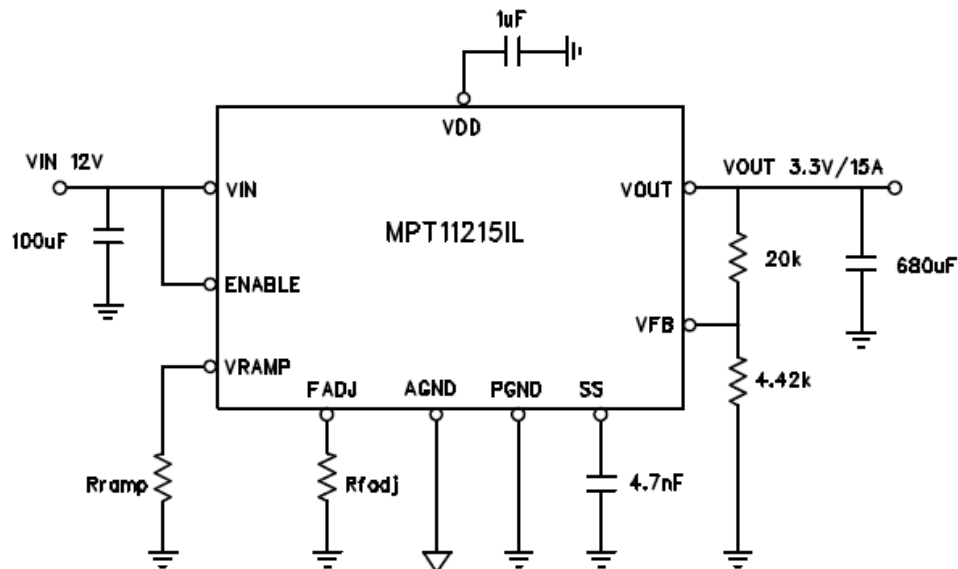 1uF
VDD
VIN 12V
VOUT 3.3V/15A
VIN
VOUT
MPT11215IL
100uF
20k
680uF
ENABLE
VFB
VRAMP
4.42k
FADJ
AGND
PGND
SS
Rramp
Rfadj
4.7nF